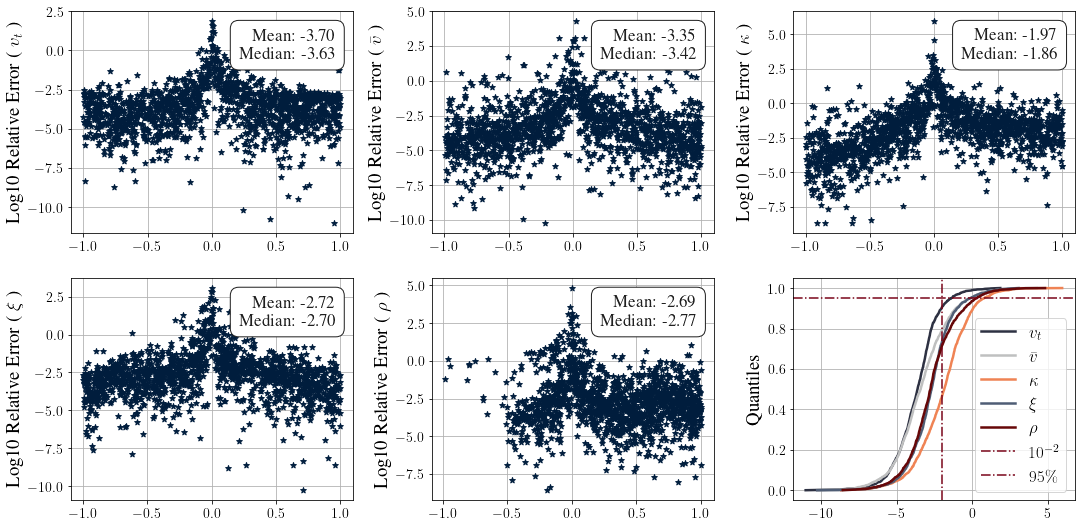 Log10 Relative Error ( $v_t$ )
2.5
0.0
−2.5
−5.0
−7.5
−10.0
−1.0 −0.5 0.0 0.5 1.0
Mean: -3.70
Median: -3.63
Log10 Relative Error ( $\bar{v}$ )
5.0
2.5
0.0
−2.5
−5.0
−7.5
−10.0
−1.0 −0.5 0.0 0.5 1.0
Mean: -3.35
Median: -3.42
Log10 Relative Error ( κ )
5.0
2.5
0.0
−2.5
−5.0
−7.5
−1.0 −0.5 0.0 0.5 1.0
Mean: -1.97
Median: -1.86
Log10 Relative Error ( ξ )
2.5
0.0
−2.5
−5.0
−7.5
−10.0
−1.0 −0.5 0.0 0.5 1.0
Mean: -2.72
Median: -2.70
Log10 Relative Error ( ρ )
5.0
2.5
0.0
−2.5
−5.0
−7.5
−1.0 −0.5 0.0 0.5 1.0
Mean: -2.69
Median: -2.77
Quantiles
1.0
0.8
0.6
0.4
0.2
0.0
−10 −5 0 5
$v_t$
$\bar{v}$
κ
ξ
ρ
$10^{-2}$
95%